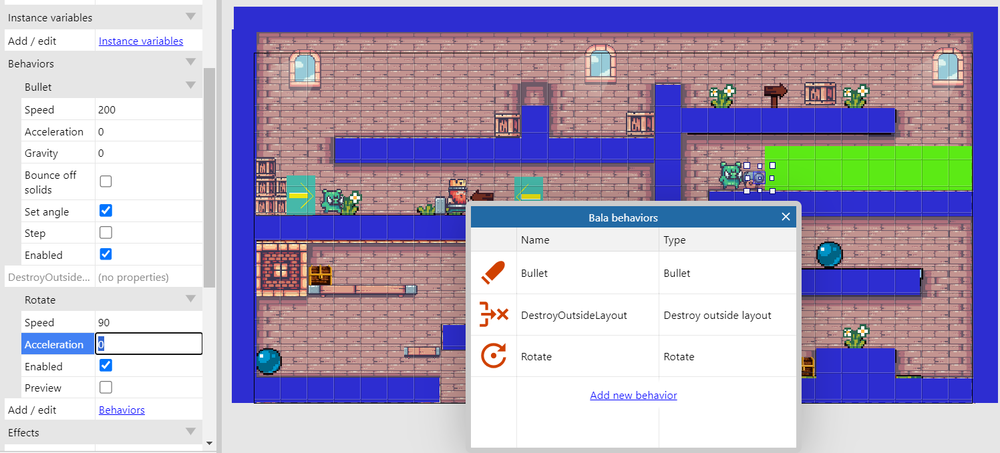 Instance variables
Add / edit Instance variables
Behaviors
Bullet
Speed 200
Acceleration 0
Gravity 0
Bounce off
solids
Set angle
Step
Enabled
DestroyOutside... (no properties)
Rotate
Speed 90
Acceleration 0
Enabled
Preview
Add / edit Behaviors
Effects
Bala behaviors
Name Type
Bullet Bullet
DestroyOutsideLayout Destroy outside layout
Rotate Rotate
Add new behavior